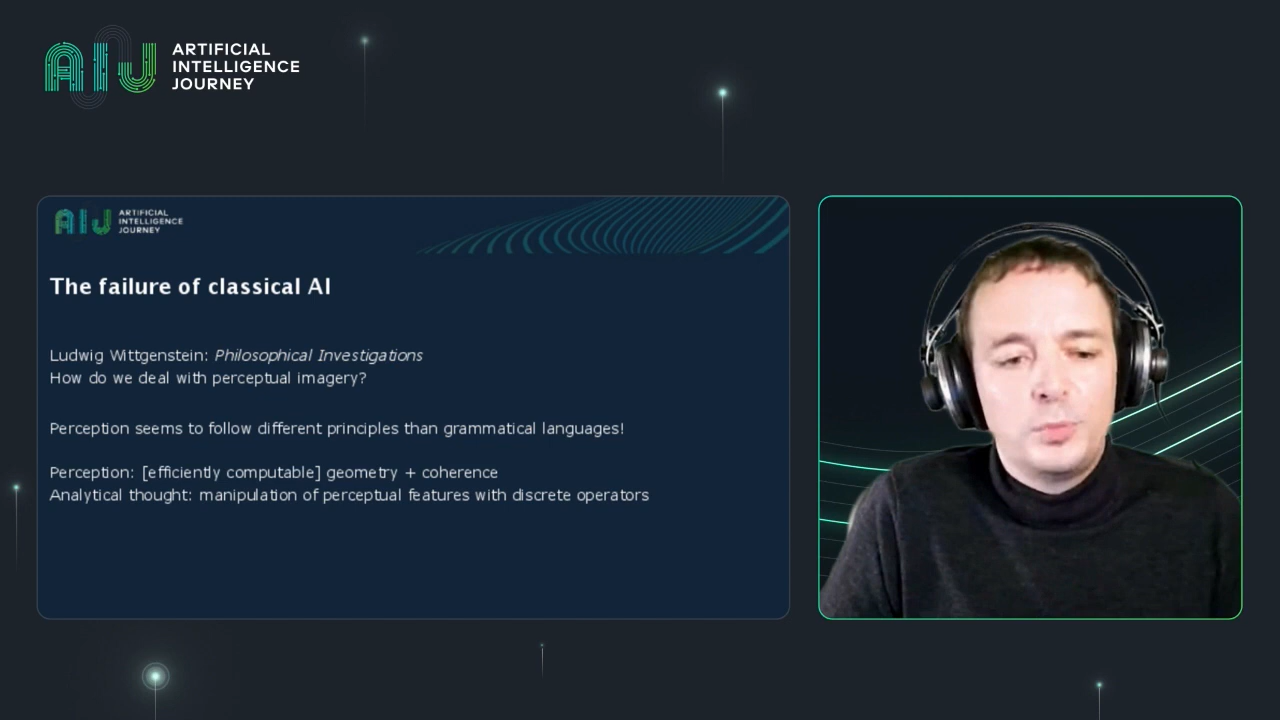 ARTIFICIAL
INTELLIGENCE
JOURNEY
AIJ
ARTIFICIAL
INTELLIGENCE
JOURNEY
The failure of classical AI
Ludwig Wittgenstein: Philosophical Investigations
How do we deal with perceptual imagery?
Perception seems to follow different principles than grammatical languages!
Perception: [efficiently computable] geometry + coherence
Analytical thought: manipulation of perceptual features with discrete operators